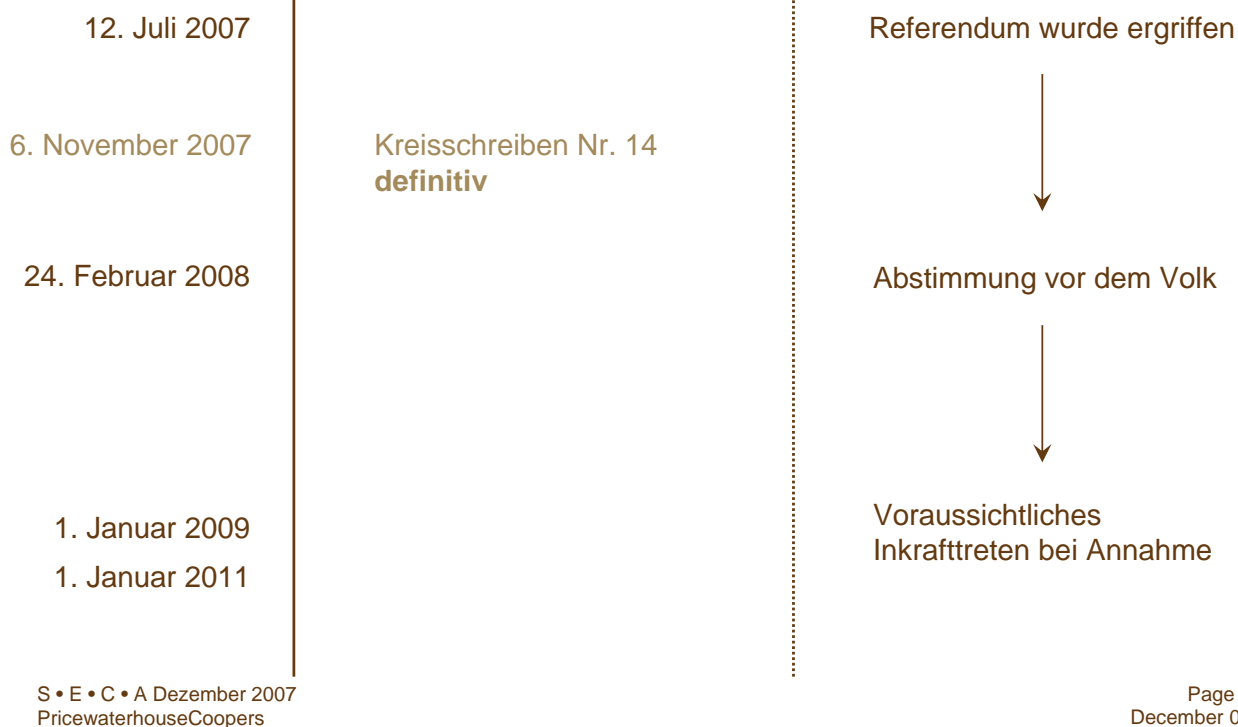 12. Juli 2007
Referendum wurde ergriffen
6. November 2007
Kreisschreiben Nr. 14
definitiv
24. Februar 2008
Abstimmung vor dem Volk
1. Januar 2009
1. Januar 2011
Voraussichtliches
Inkrafttreten bei Annahme
S • E • C • A Dezember 2007
PricewaterhouseCoopers
Page
December